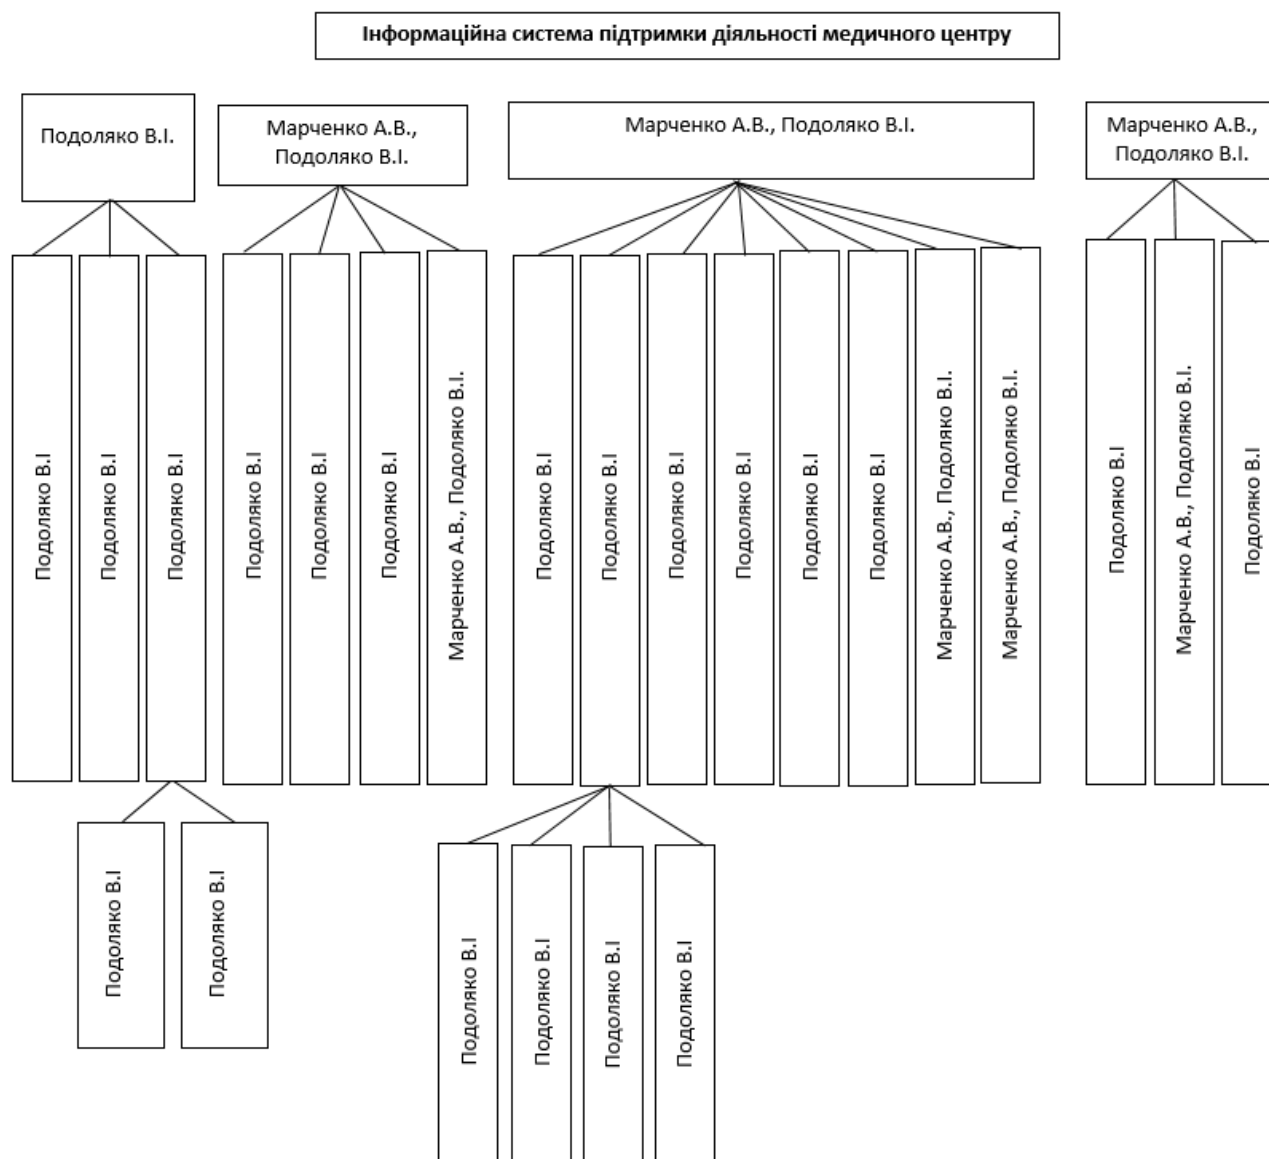 Інформаційна система підтримки діяльності медичного центру
Подоляко В.І.
Марченко А.В.,
Подоляко В.І.
Марченко А.В., Подоляко В.І.
Марченко А.В.,
Подоляко В.І.
Подоляко В.І
Подоляко В.І
Подоляко В.І
Подоляко В.І
Подоляко В.І
Подоляко В.І
Марченко А.В., Подоляко В.І.
Подоляко В.І
Подоляко В.І
Подоляко В.І
Подоляко В.І
Подоляко В.І
Подоляко В.І
Марченко А.В., Подоляко В.І.
Марченко А.В., Подоляко В.І.
Подоляко В.І
Марченко А.В., Подоляко В.І.
Подоляко В.І
Подоляко В.І
Подоляко В.І
Подоляко В.І
Подоляко В.І
Подоляко В.І
Подоляко В.І